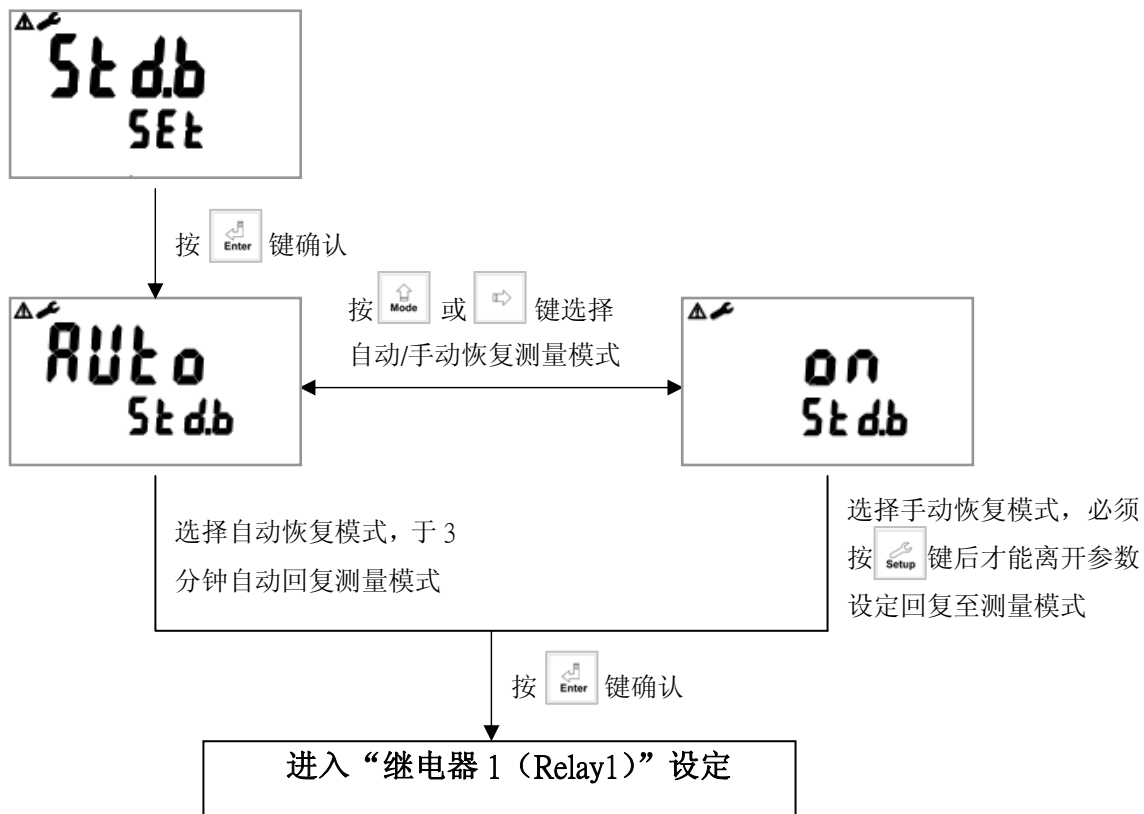 Std.b
SEt
按 Enter 键确认
AUto
Std.b
按 Mode 或 键选择
自动/手动恢复测量模式
on
Std.b
选择自动恢复模式，于 3
分钟自动回复测量模式
选择手动恢复模式，必须
按 Setup 键后才能离开参数
设定回复至测量模式
按 Enter 键确认
进入“继电器 1（Relay1）”设定